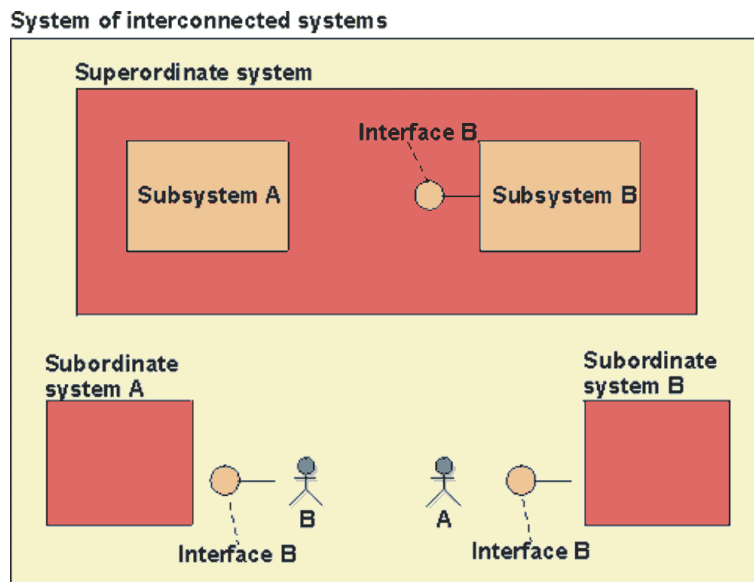 System of interconnected systems
Superordinate system
Interface B
Subsystem A
Subsystem B
Subordinate
system A
Subordinate
system B
B
A
Interface B
Interface B